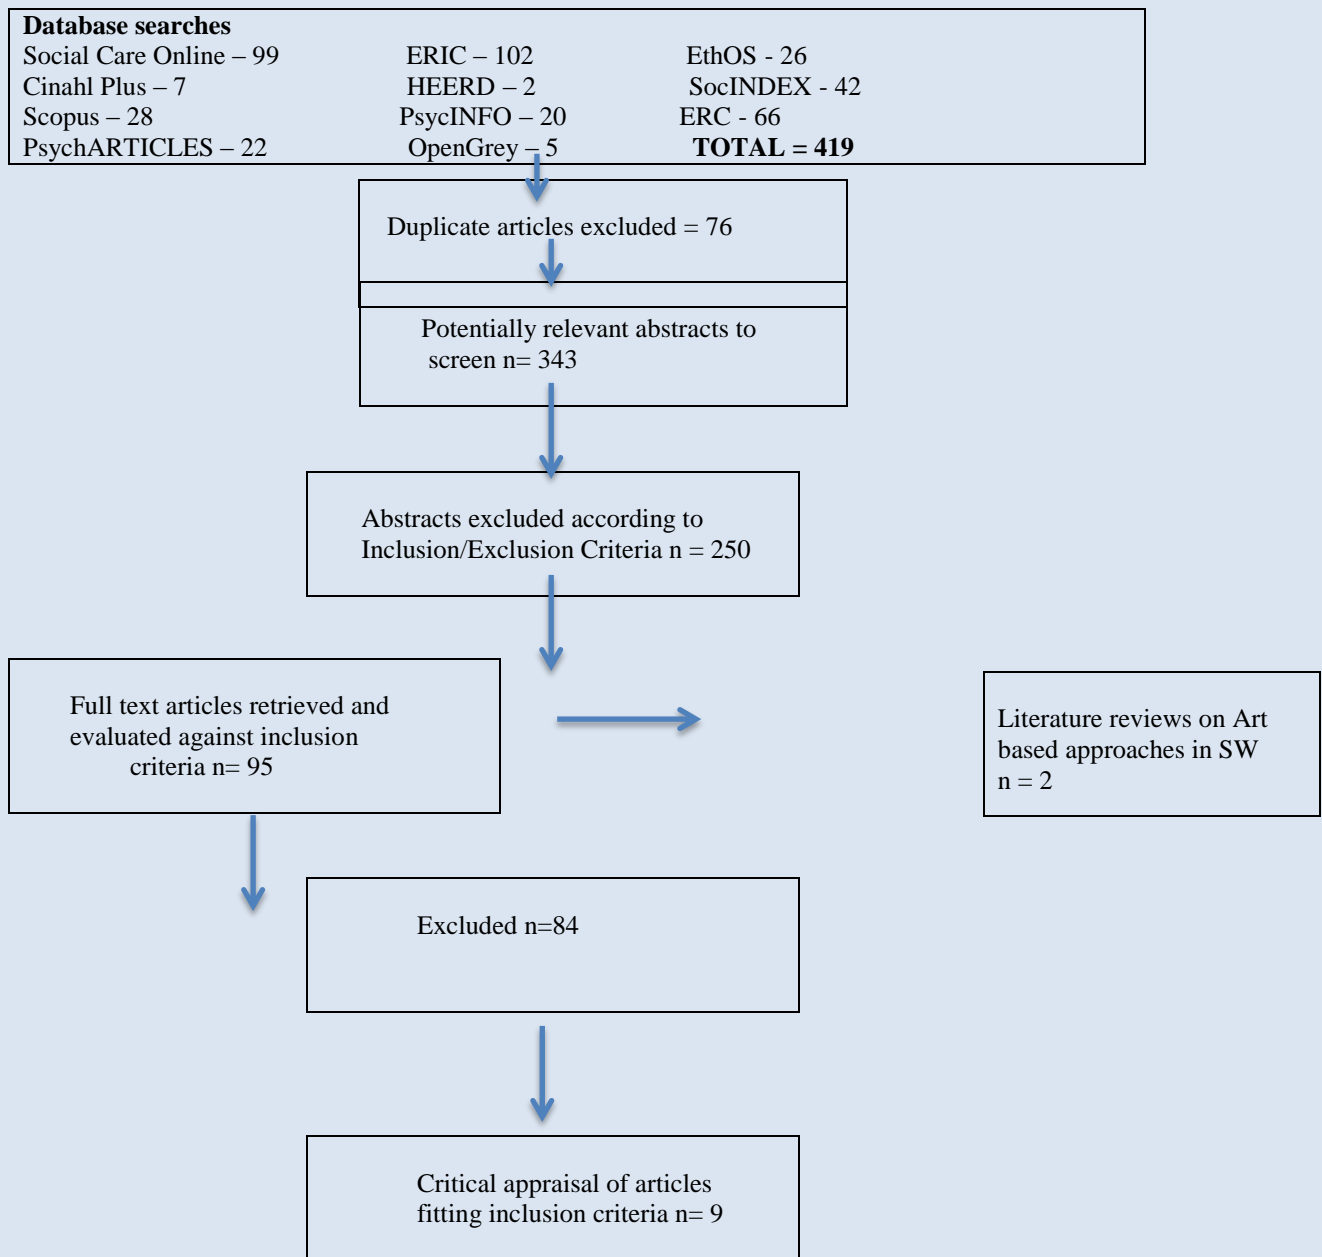 Database searches
Social Care Online – 99 ERIC – 102 EthOS - 26
Cinahl Plus – 7 HEERD – 2 SocINDEX - 42
Scopus – 28 PsycINFO – 20 ERC - 66
PsychARTICLES – 22 OpenGrey – 5 TOTAL = 419
Duplicate articles excluded = 76
Potentially relevant abstracts to
screen n= 343
Abstracts excluded according to
Inclusion/Exclusion Criteria n = 250
Full text articles retrieved and
evaluated against inclusion
criteria n= 95
Literature reviews on Art
based approaches in SW
n = 2
Excluded n=84
Critical appraisal of articles
fitting inclusion criteria n= 9